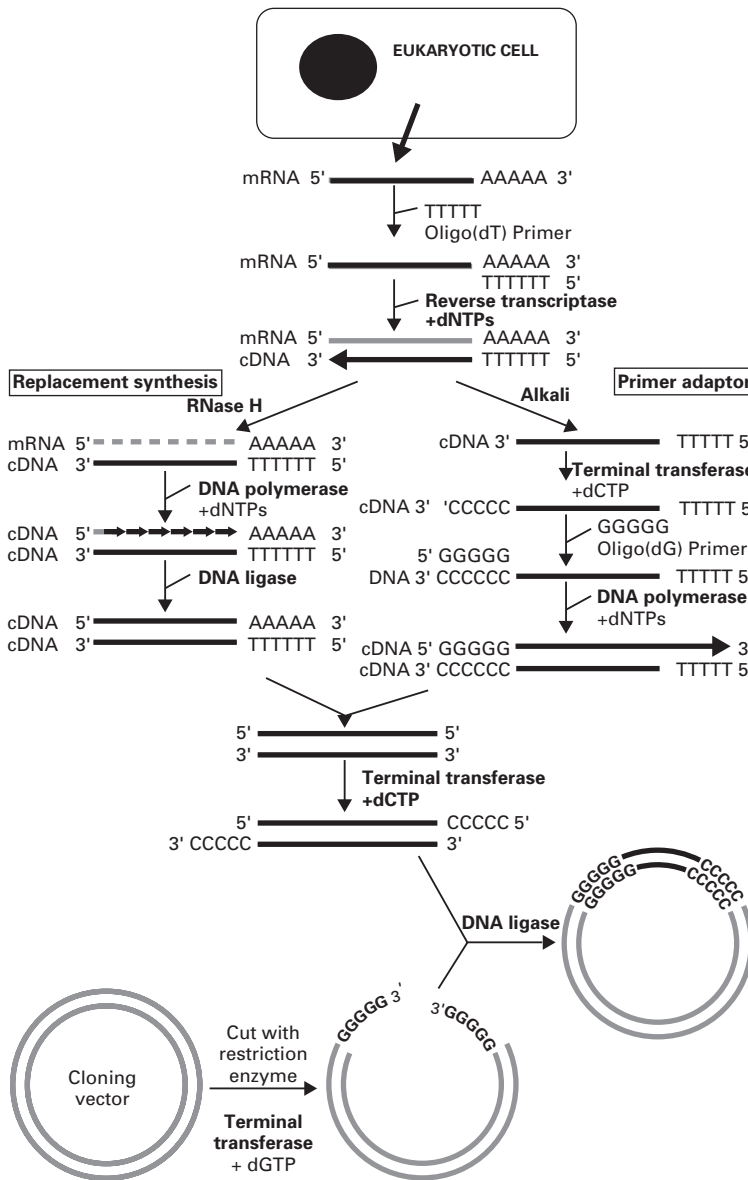 EUKARYOTIC CELL
mRNA 5' AAAAA 3'
TTTTT
Oligo(dT) Primer
mRNA 5' AAAAA 3'
TTTTTT 5'
Reverse transcriptase
+dNTPs
mRNA 5' AAAAA 3'
cDNA 3' TTTTTT 5'
Replacement synthesis
RNase H
mRNA 5' AAAAA 3'
cDNA 3' TTTTTT 5'
DNA polymerase
+dNTPs
cDNA 5' AAAAA 3'
cDNA 3' TTTTTT 5'
DNA ligase
cDNA 5' AAAAA 3'
cDNA 3' TTTTTT 5'
Primer adaptor
Alkali
cDNA 3' TTTTT 5
Terminal transferase
+dCTP
cDNA 3' 'CCCCC TTTTT 5
GGGGG
Oligo(dG) Primer
5' GGGGG
DNA 3' CCCCCC TTTTT 5
DNA polymerase
+dNTPs
cDNA 5' GGGGG 3
cDNA 3' CCCCCC TTTTT 5
5' 5'
3' 3'
Terminal transferase
+dCTP
5' CCCCC 5'
3' CCCCC 3'
DNA ligase
GGGGG CCCCC
GGGGG CCCCC
GGGGG 3' 3'GGGGG
Cloning
vector
Cut with
restriction
enzyme
Terminal
transferase
+ dGTP